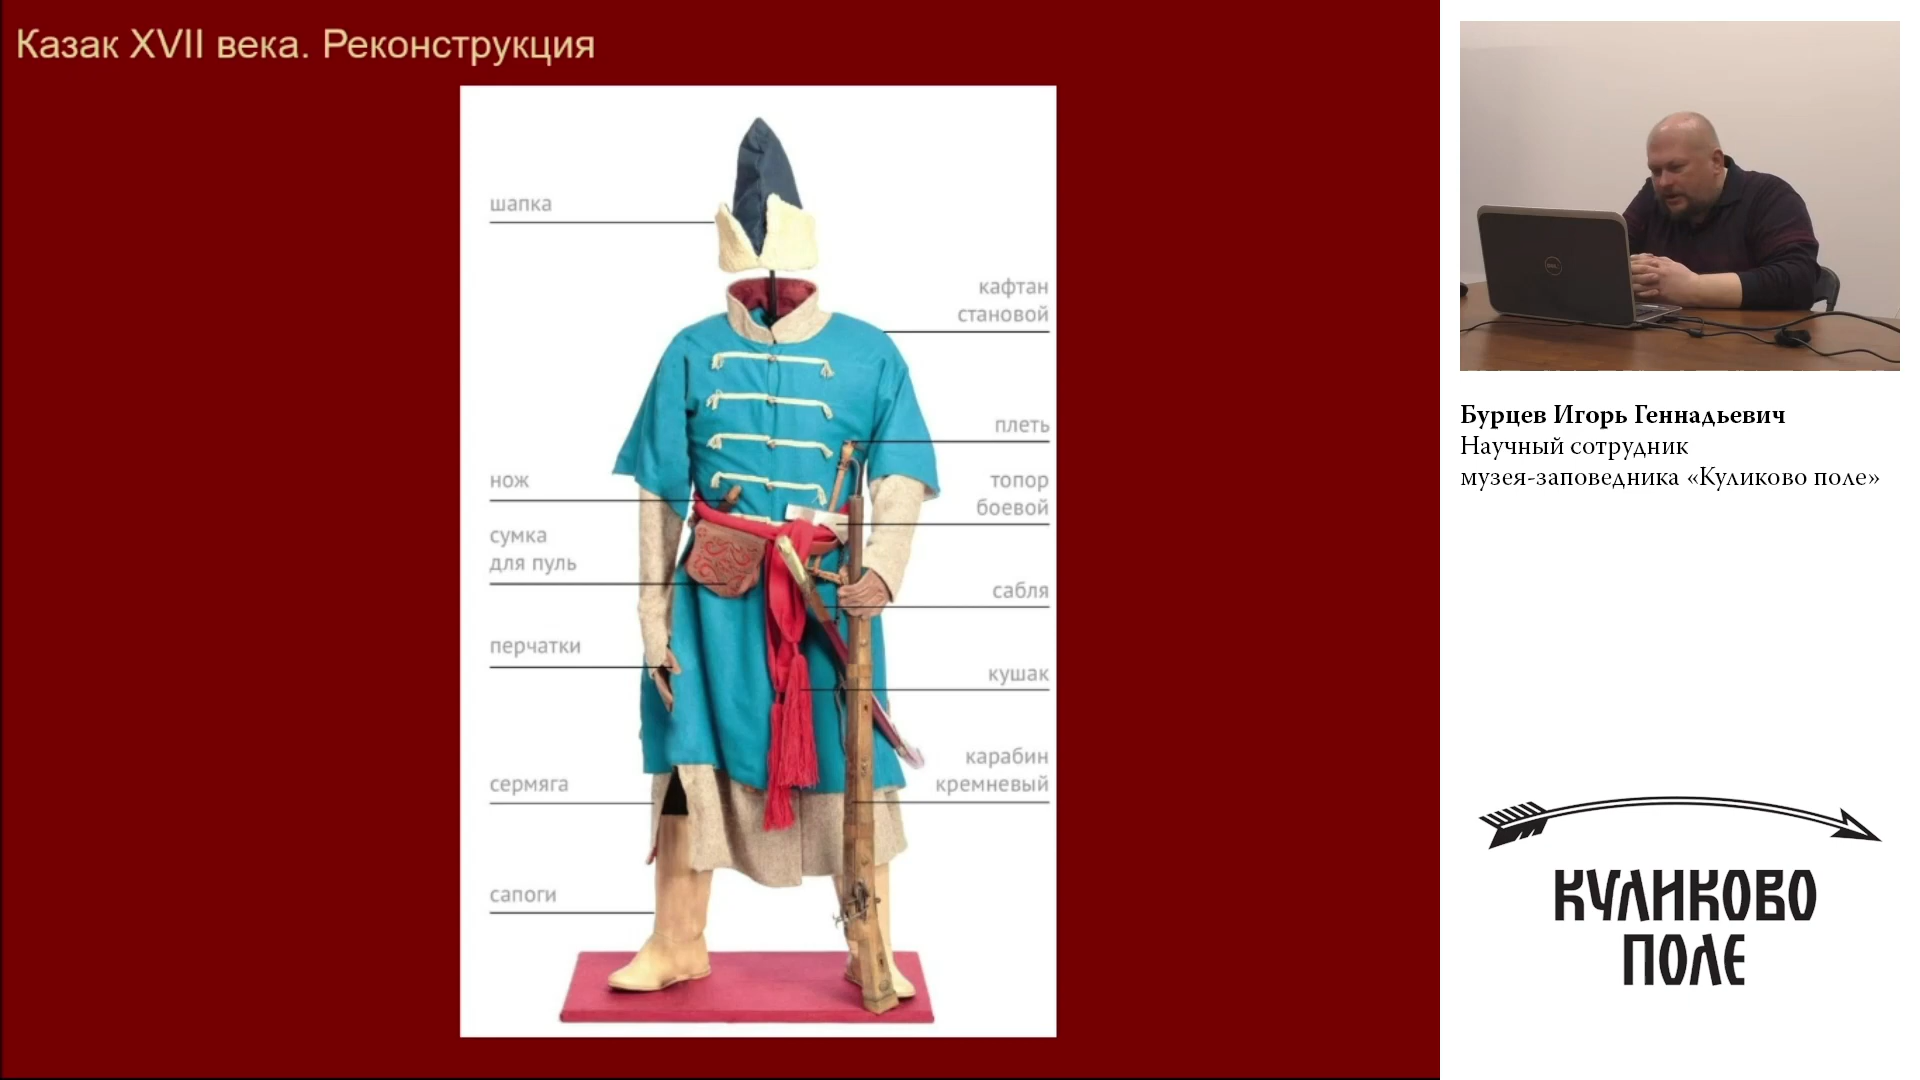 Казак XVII века. Реконструкция
шапка
кафтан
становой
плеть
нож
топор
боевой
сумка
для пуль
сабля
перчатки
кушак
карабин
кремневый
сермяга
сапоги
Бурцев Игорь Геннадьевич
Научный сотрудник
музея-заповедника «Куликово поле»
КУЛИКОВО
ПОЛЕ